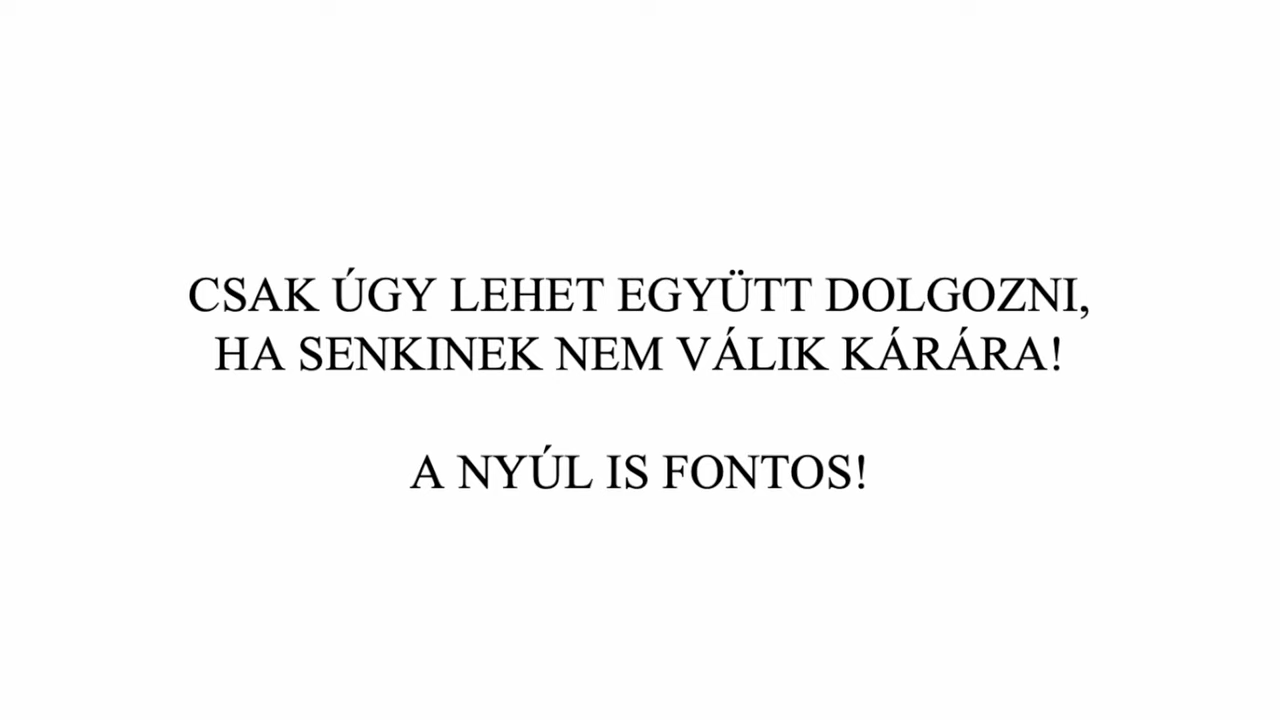 CSAK ÚGY LEHET EGYÜTT DOLGOZNI,
HA SENKINEK NEM VÁLIK KÁRÁRA!
A NYÚL IS FONTOS!